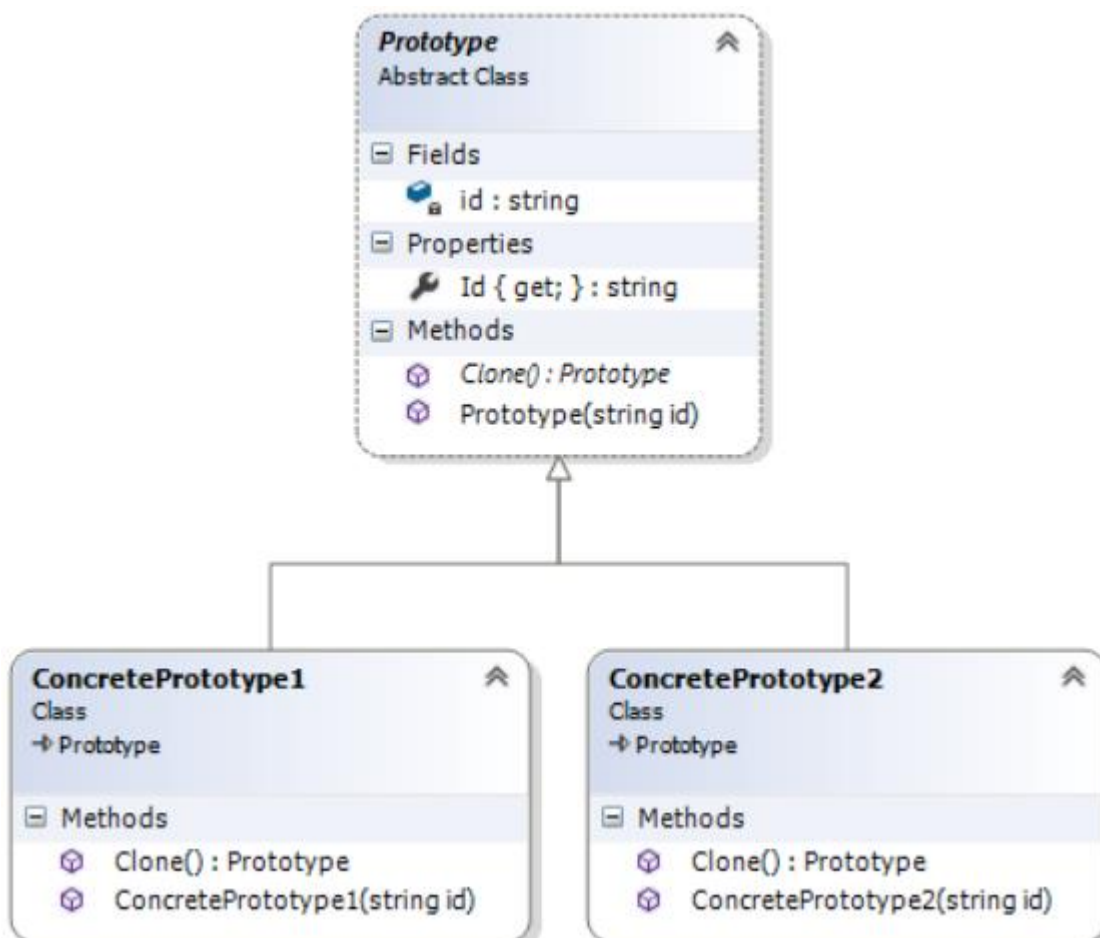 Prototype
Abstract Class
Fields
id : string
Properties
Id { get; } : string
Methods
Clone() : Prototype
Prototype(string id)
ConcretePrototype1
Class
Prototype
Methods
Clone() : Prototype
ConcretePrototype1(string id)
ConcretePrototype2
Class
Prototype
Methods
Clone() : Prototype
ConcretePrototype2(string id)